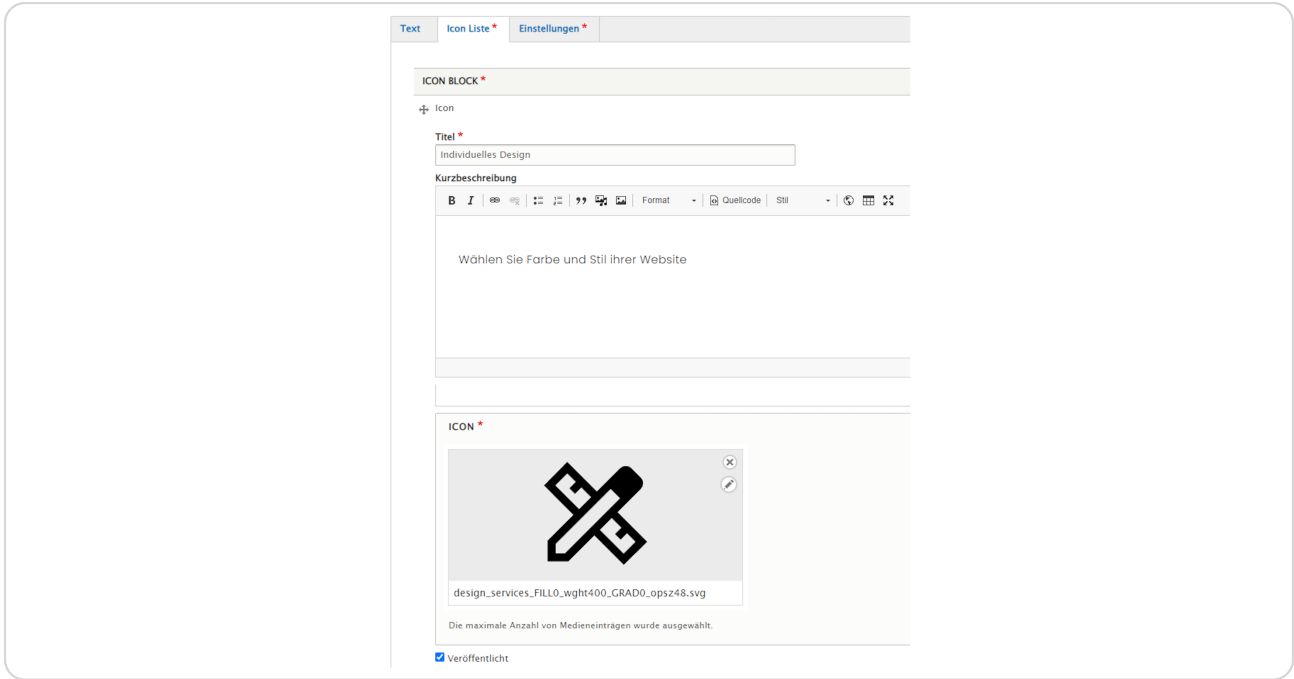 Text Icon Liste * Einstellungen *
ICON BLOCK *
Icon
Titel *
Individuelles Design
Kurzbeschreibung
B I Format Quellcode Stil
Wählen Sie Farbe und Stil ihrer Website
ICON *
design_services_FILL0_wght400_GRAD0_opsz48.svg
Die maximale Anzahl von Medieneinträgen wurde ausgewählt.
Veröffentlicht